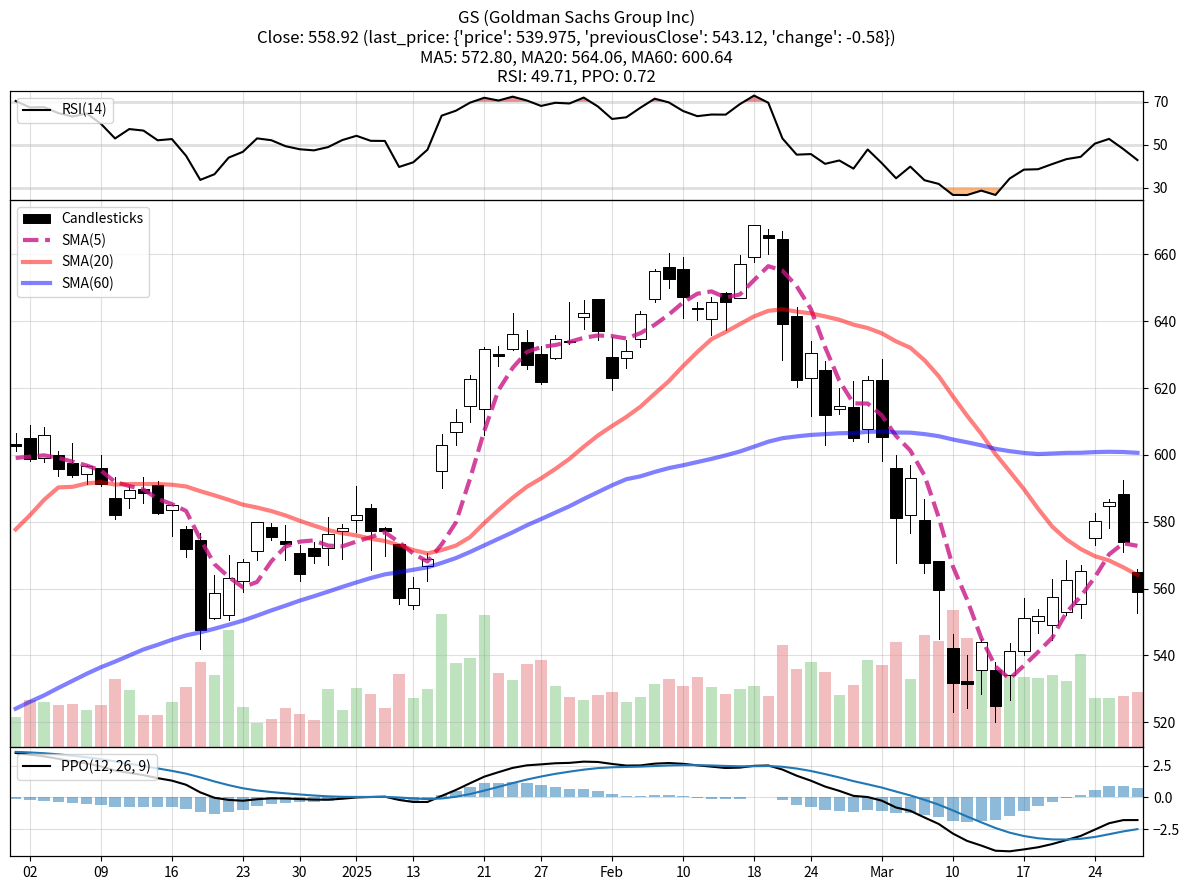 GS (Goldman Sachs Group Inc)
Close: 558.92 (last_price: {'price': 539.975, 'previousClose': 543.12, 'change': -0.58})
MA5: 572.80, MA20: 564.06, MA60: 600.64
RSI: 49.71, PPO: 0.72
RSI(14)
70
50
30
Candlesticks
SMA(5)
SMA(20)
SMA(60)
660
640
620
600
580
560
540
520
PPO(12, 26, 9)
2.5
0.0
−2.5
02 09 16 23 30 2025 13 21 27 Feb 10 18 24 Mar 10 17 24